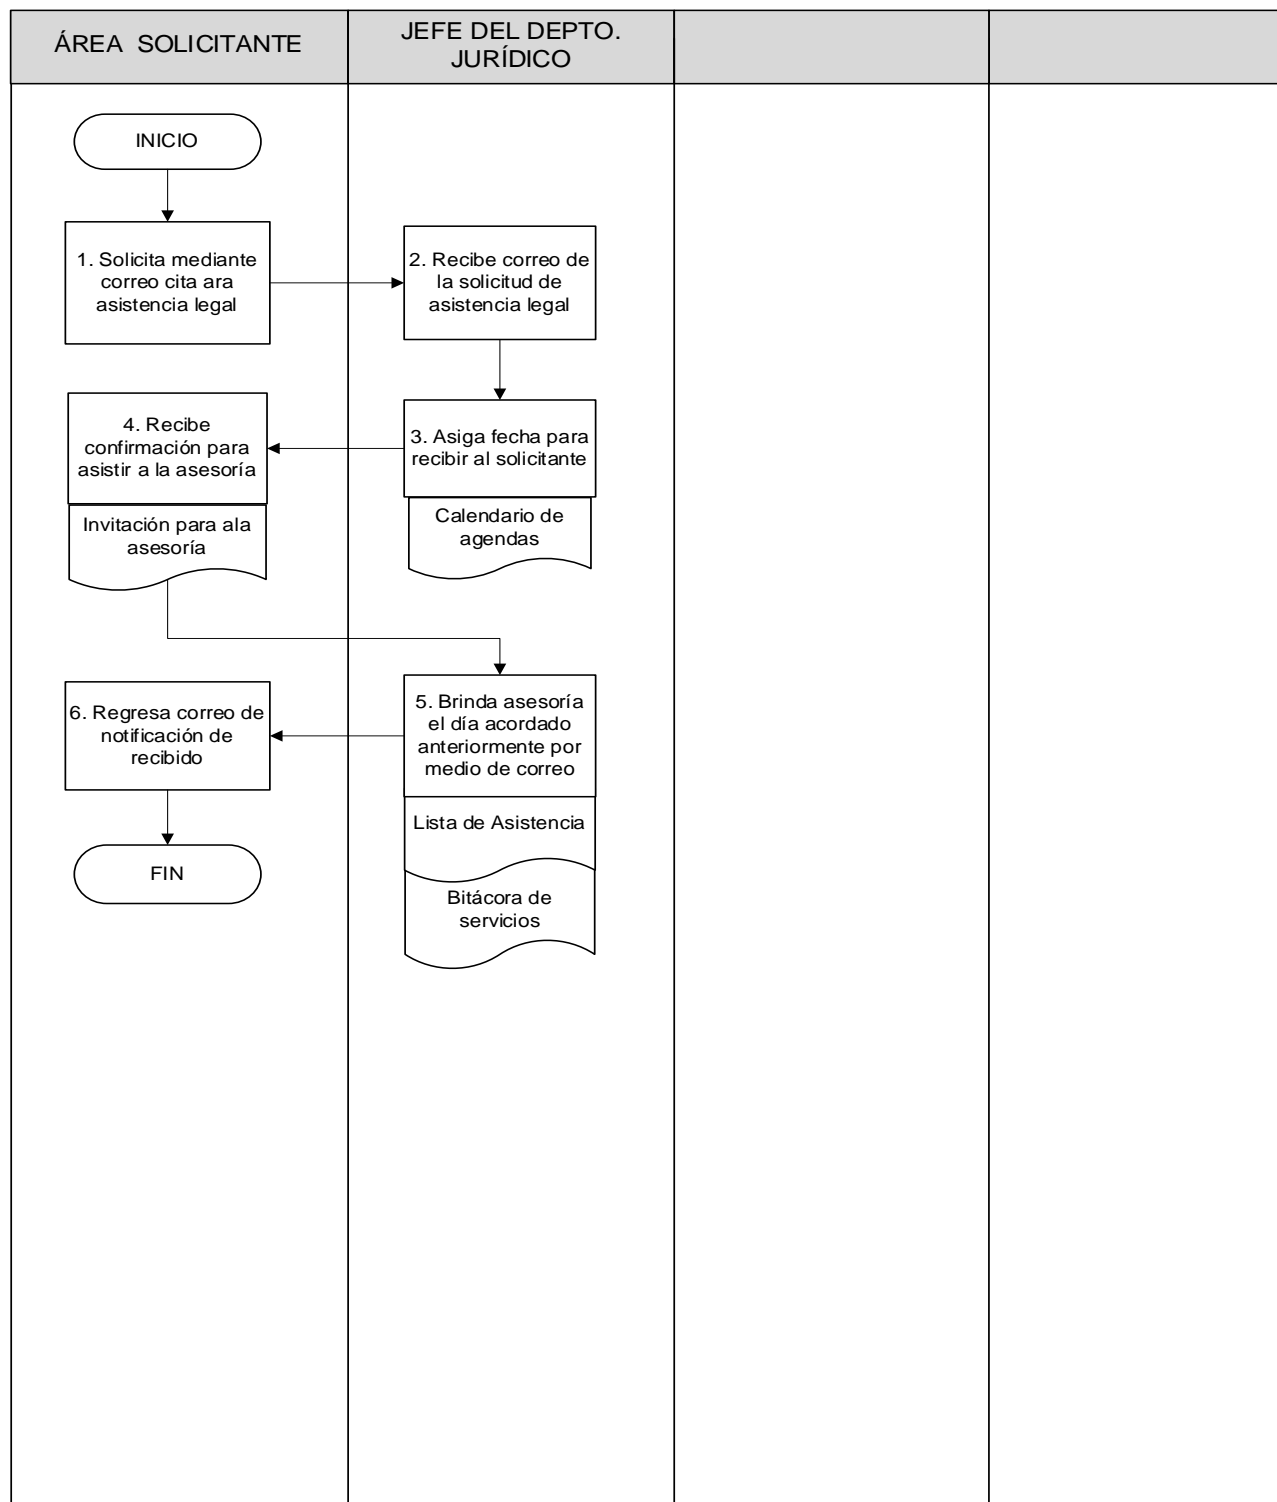 ÁREA SOLICITANTE
JEFE DEL DEPTO.
JURÍDICO
INICIO
1. Solicita mediante
correo cita ara
asistencia legal
2. Recibe correo de
la solicitud de
asistencia legal
3. Asiga fecha para
recibir al solicitante
Calendario de
agendas
4. Recibe
confirmación para
asistir a la asesoría
Invitación para ala
asesoría
5. Brinda asesoría
el día acordado
anteriormente por
medio de correo
Lista de Asistencia
Bitácora de
servicios
6. Regresa correo de
notificación de
recibido
FIN